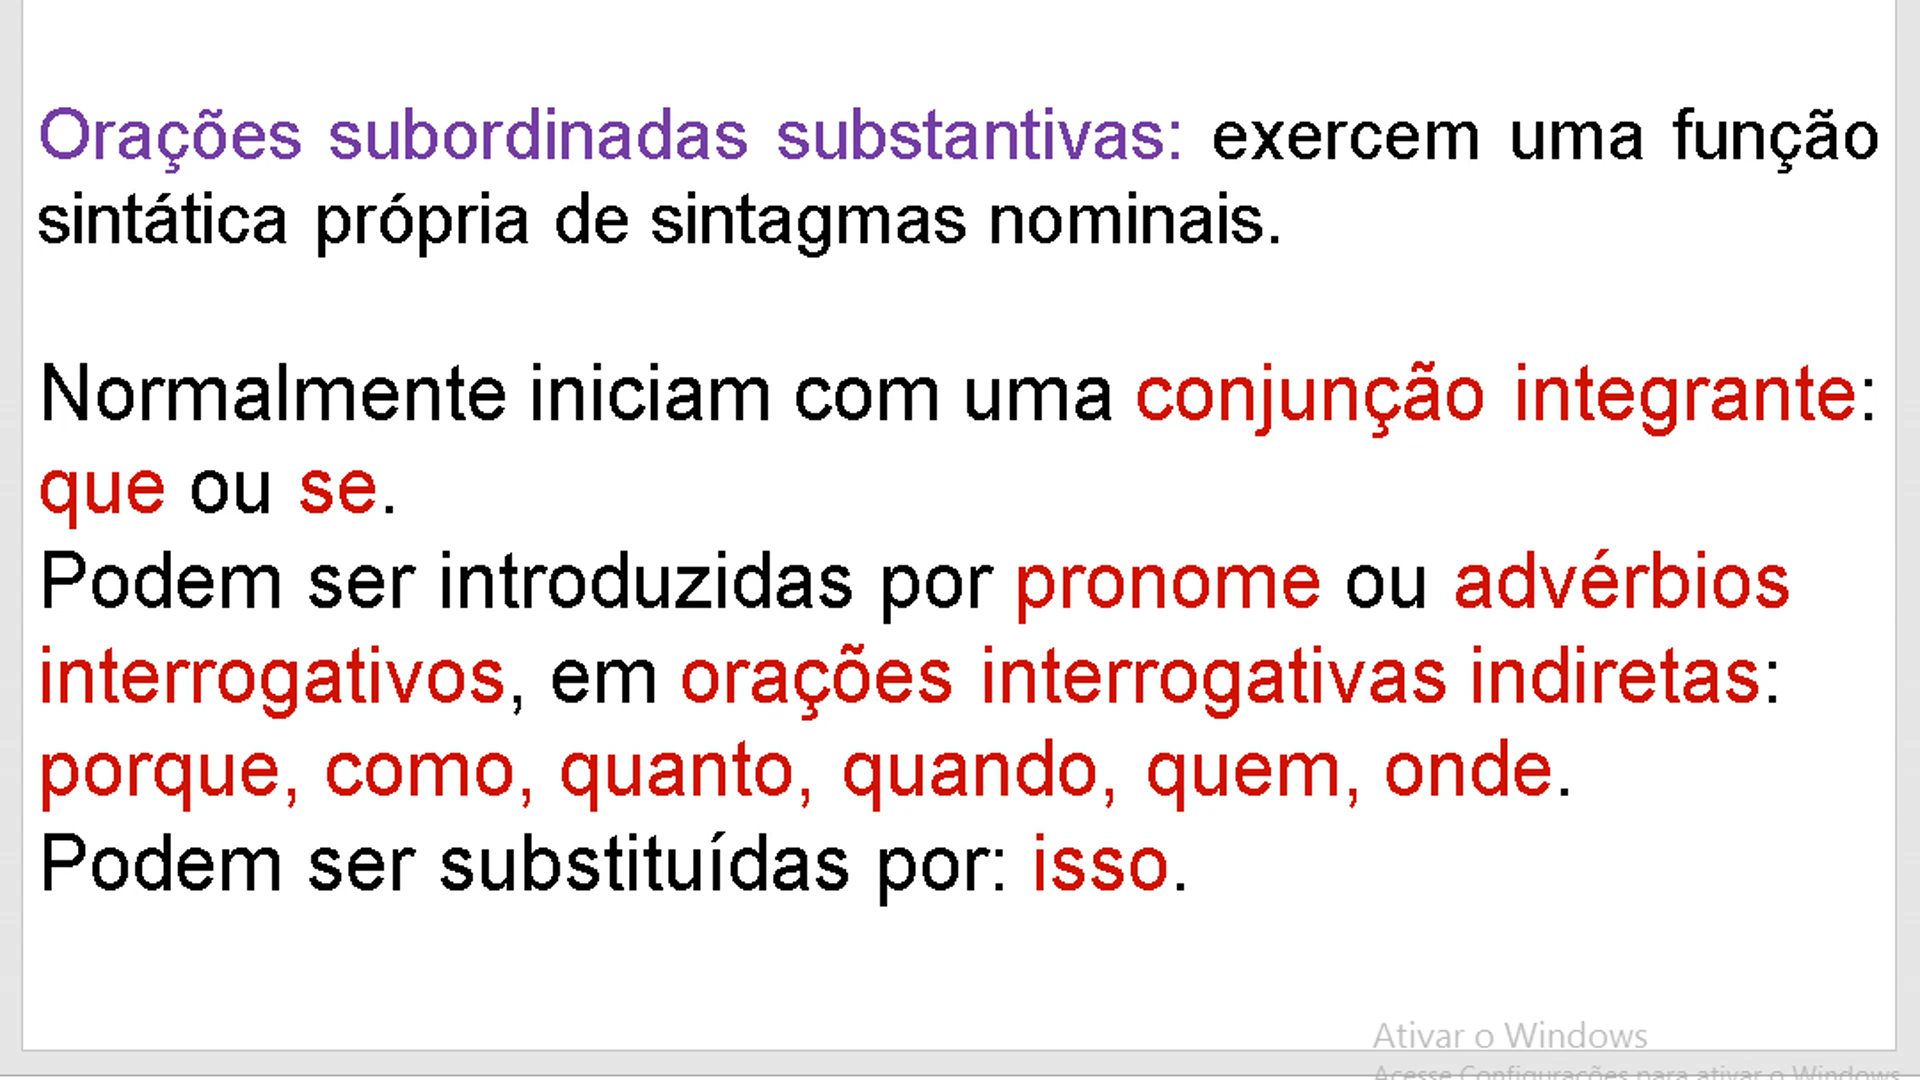 Orações subordinadas substantivas: exercem uma função
sintática própria de sintagmas nominais.
Normalmente iniciam com uma conjunção integrante:
que ou se.
Podem ser introduzidas por pronome ou advérbios
interrogativos, em orações interrogativas indiretas:
porque, como, quanto, quando, quem, onde.
Podem ser substituídas por: isso.
Ativar o Windows
Acesse Configurações para ativar o Windows